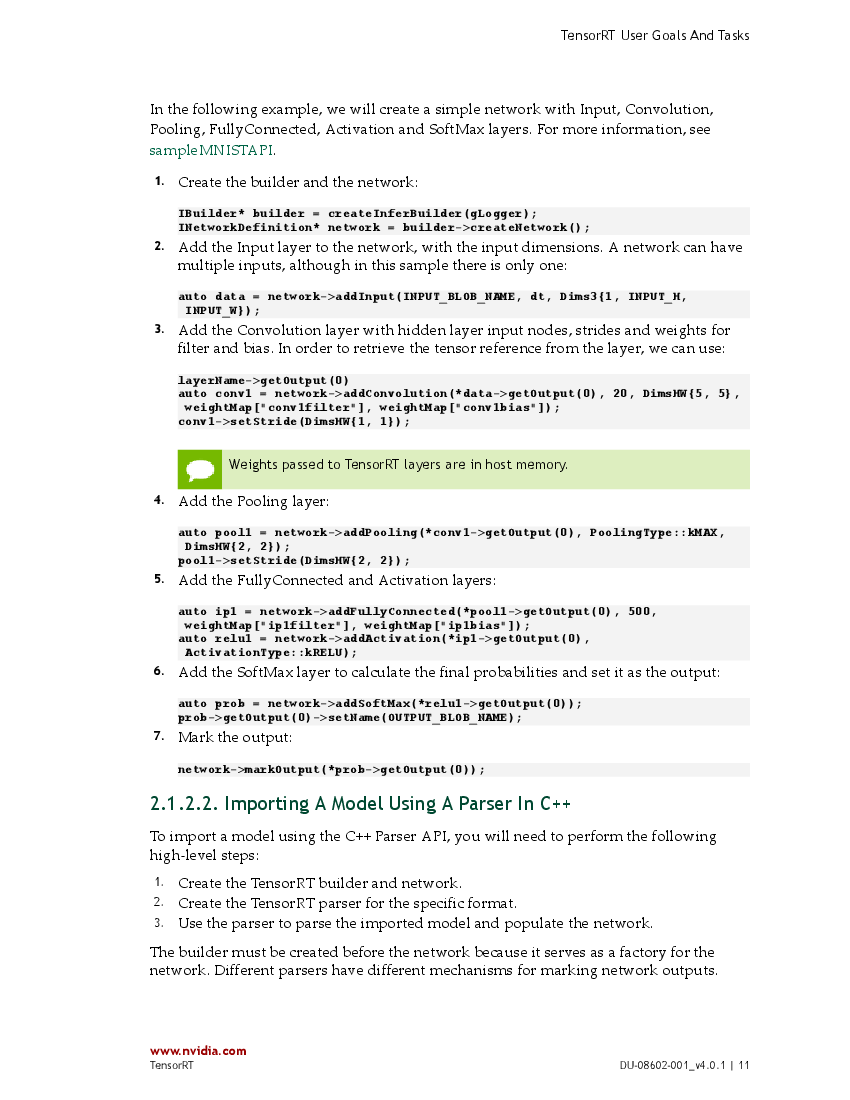 TensorRT User Goals And Tasks
In the following example, we will create a simple network with Input, Convolution,
Pooling, FullyConnected, Activation and SoftMax layers. For more information, see
sampleMNISTAPI.
1. Create the builder and the network:
IBuilder* builder = createInferBuilder(gLogger);
INetworkDefinition* network = builder->createNetwork();
2. Add the Input layer to the network, with the input dimensions. A network can have
multiple inputs, although in this sample there is only one:
auto data = network->addInput(INPUT_BLOB_NAME, dt, Dims3{1, INPUT_H,
INPUT_W});
3. Add the Convolution layer with hidden layer input nodes, strides and weights for
filter and bias. In order to retrieve the tensor reference from the layer, we can use:
layerName->getOutput(0)
auto conv1 = network->addConvolution(*data->getOutput(0), 20, DimsHW{5, 5},
weightMap["conv1filter"], weightMap["conv1bias"]);
conv1->setStride(DimsHW{1, 1});
Weights passed to TensorRT layers are in host memory.
4. Add the Pooling layer:
auto pool1 = network->addPooling(*conv1->getOutput(0), PoolingType::kMAX,
DimsHW{2, 2});
pool1->setStride(DimsHW{2, 2});
5. Add the FullyConnected and Activation layers:
auto ip1 = network->addFullyConnected(*pool1->getOutput(0), 500,
weightMap["ip1filter"], weightMap["ip1bias"]);
auto relu1 = network->addActivation(*ip1->getOutput(0),
ActivationType::kRELU);
6. Add the SoftMax layer to calculate the final probabilities and set it as the output:
auto prob = network->addSoftMax(*relu1->getOutput(0));
prob->getOutput(0)->setName(OUTPUT_BLOB_NAME);
7. Mark the output:
network->markOutput(*prob->getOutput(0));
2.1.2.2. Importing A Model Using A Parser In C++
To import a model using the C++ Parser API, you will need to perform the following
high-level steps:
1. Create the TensorRT builder and network.
2. Create the TensorRT parser for the specific format.
3. Use the parser to parse the imported model and populate the network.
The builder must be created before the network because it serves as a factory for the
network. Different parsers have different mechanisms for marking network outputs.
www.nvidia.com
TensorRT DU-08602-001_v4.0.1 | 11